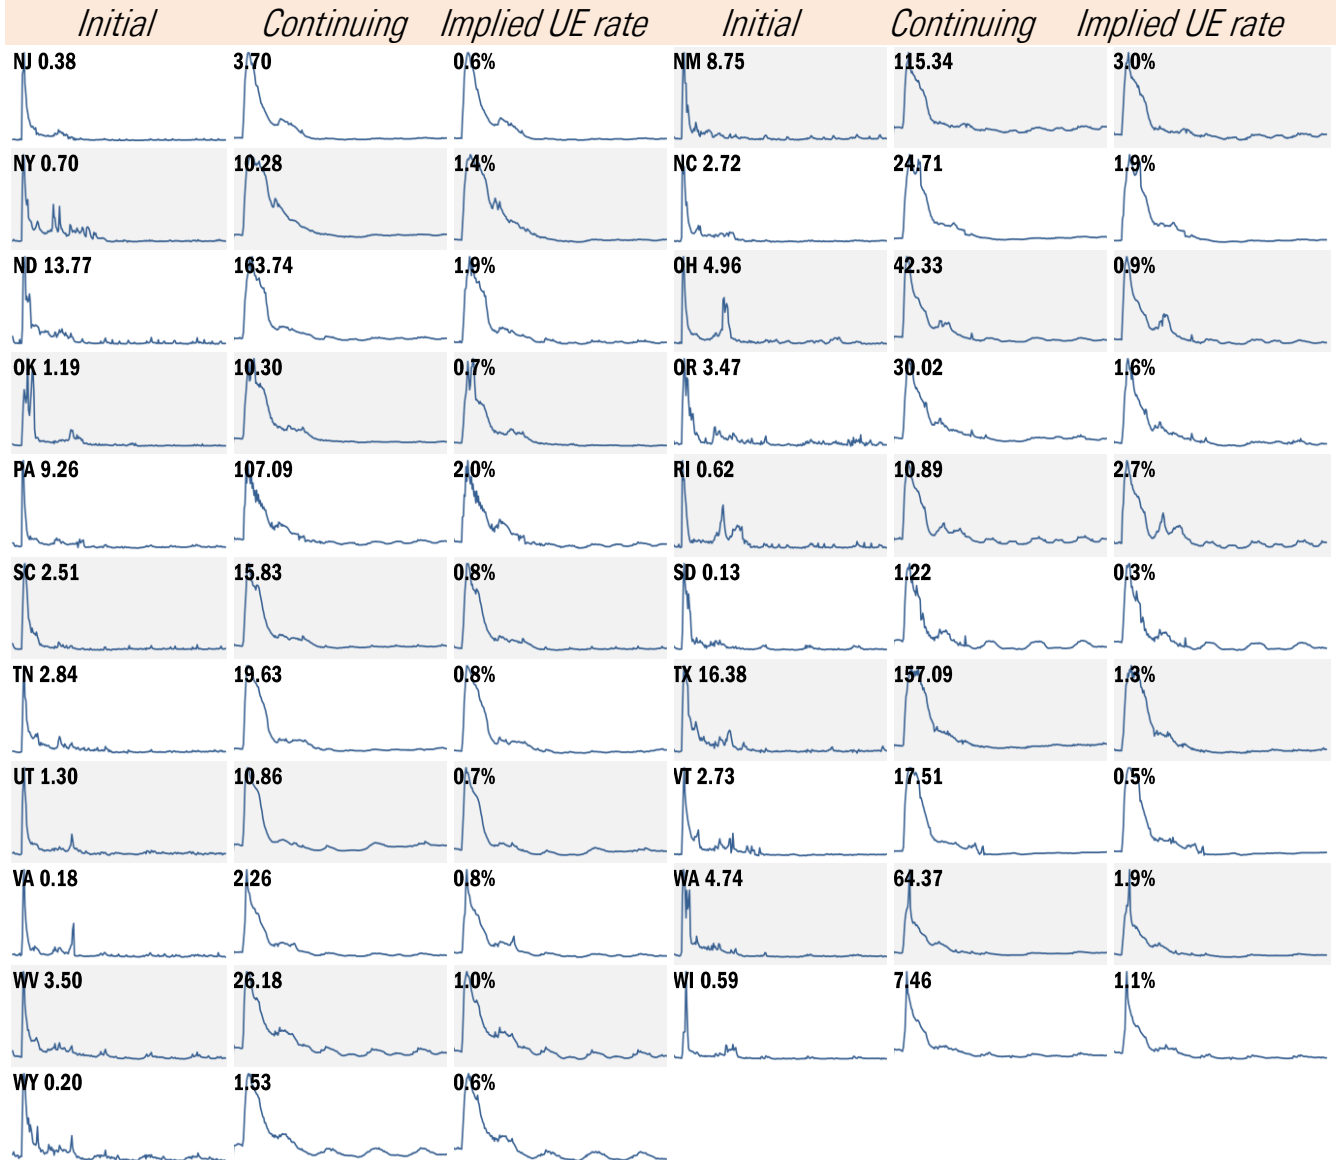 Initial Continuing Implied UE rate Initial Continuing Implied UE rate
NJ 0.38 3.70 0.6% NM 8.75 115.34 3.0%
NY 0.70 10.28 1.4% NC 2.72 24.71 1.9%
ND 13.77 163.74 1.9% OH 4.96 42.33 0.9%
OK 1.19 10.30 0.7% OR 3.47 30.02 1.6%
PA 9.26 107.09 2.0% RI 0.62 10.89 2.7%
SC 2.51 15.83 0.8% SD 0.13 1.22 0.3%
TN 2.84 19.63 0.8% TX 16.38 157.09 1.3%
UT 1.30 10.86 0.7% VT 2.73 17.51 0.5%
VA 0.18 2.26 0.8% WA 4.74 64.37 1.9%
WV 3.50 26.18 1.0% WI 0.59 7.46 1.1%
WY 0.20 1.53 0.6%